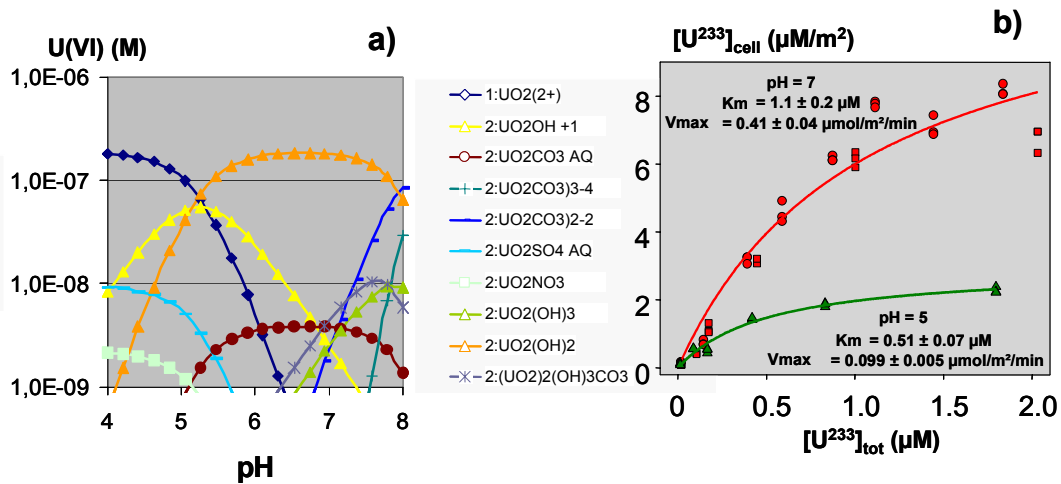 U(VI) (M)
a)
1,0E-06
1,0E-07
1,0E-08
1,0E-09
4
5
6
7
8
pH
1:UO2(2+)
2:UO2OH +1
2:UO2CO3 AQ
2:UO2CO3)3-4
2:UO2CO3)2-2
2:UO2SO4 AQ
2:UO2NO3
2:UO2(OH)3
2:UO2(OH)2
2:(UO2)2(OH)3CO3
b)
[U²³³]cell (µM/m²)
8
6
4
2
0
pH = 7
Km = 1.1 ± 0.2 µM
Vmax = 0.41 ± 0.04 µmol/m²/min
pH = 5
Km = 0.51 ± 0.07 µM
Vmax = 0.099 ± 0.005 µmol/m²/min
0
0.5
1.0
1.5
2.0
[U²³³]tot (µM)